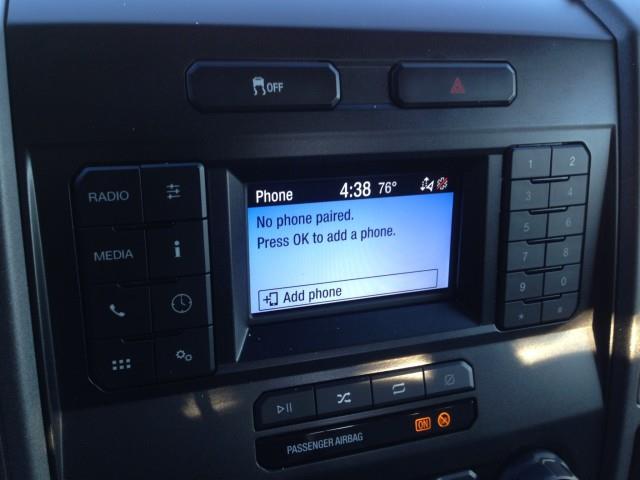 OFF
RADIO
MEDIA
Phone 4:38 76°
No phone paired.
Press OK to add a phone.
Add phone
1 2
3 4
5 6
7 8
9 0
* #
PASSENGER AIRBAG ON